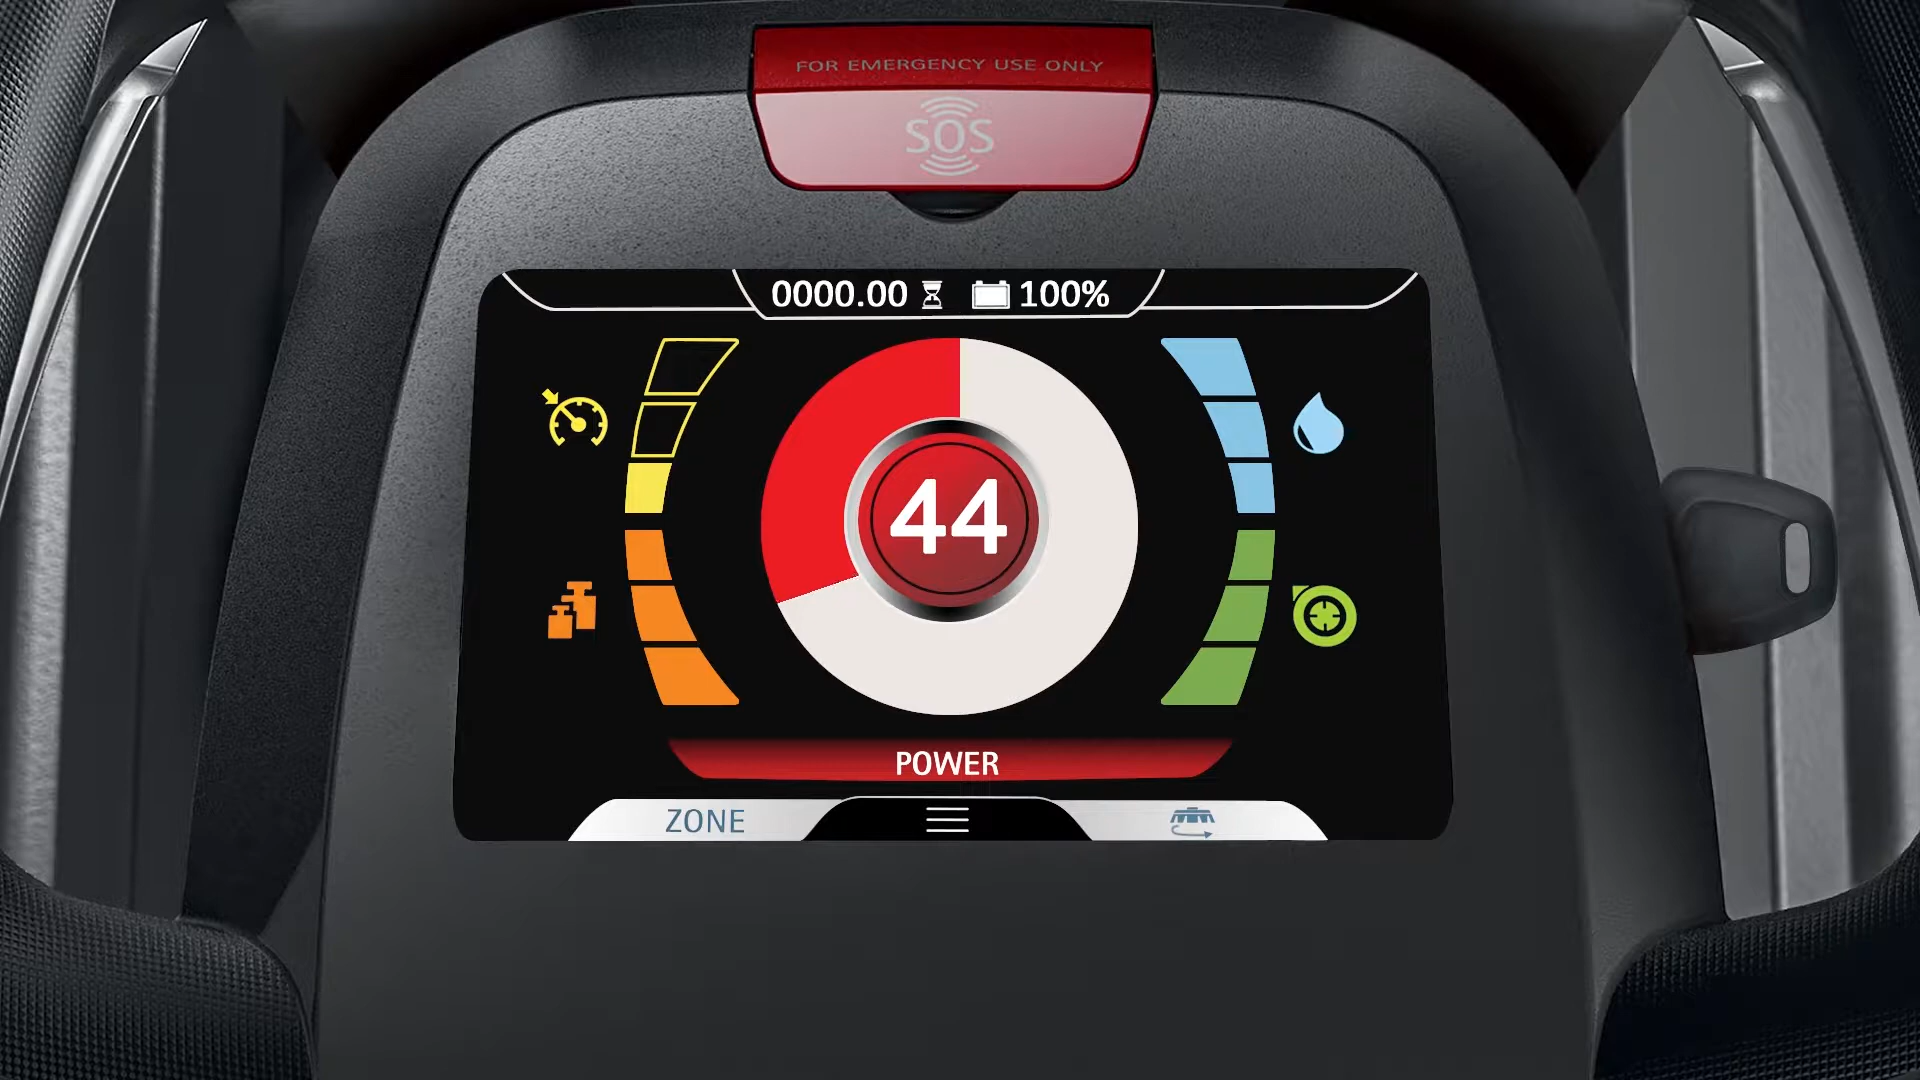 FOR EMERGENCY USE ONLY
SOS
0000.00 100%
44
POWER
ZONE